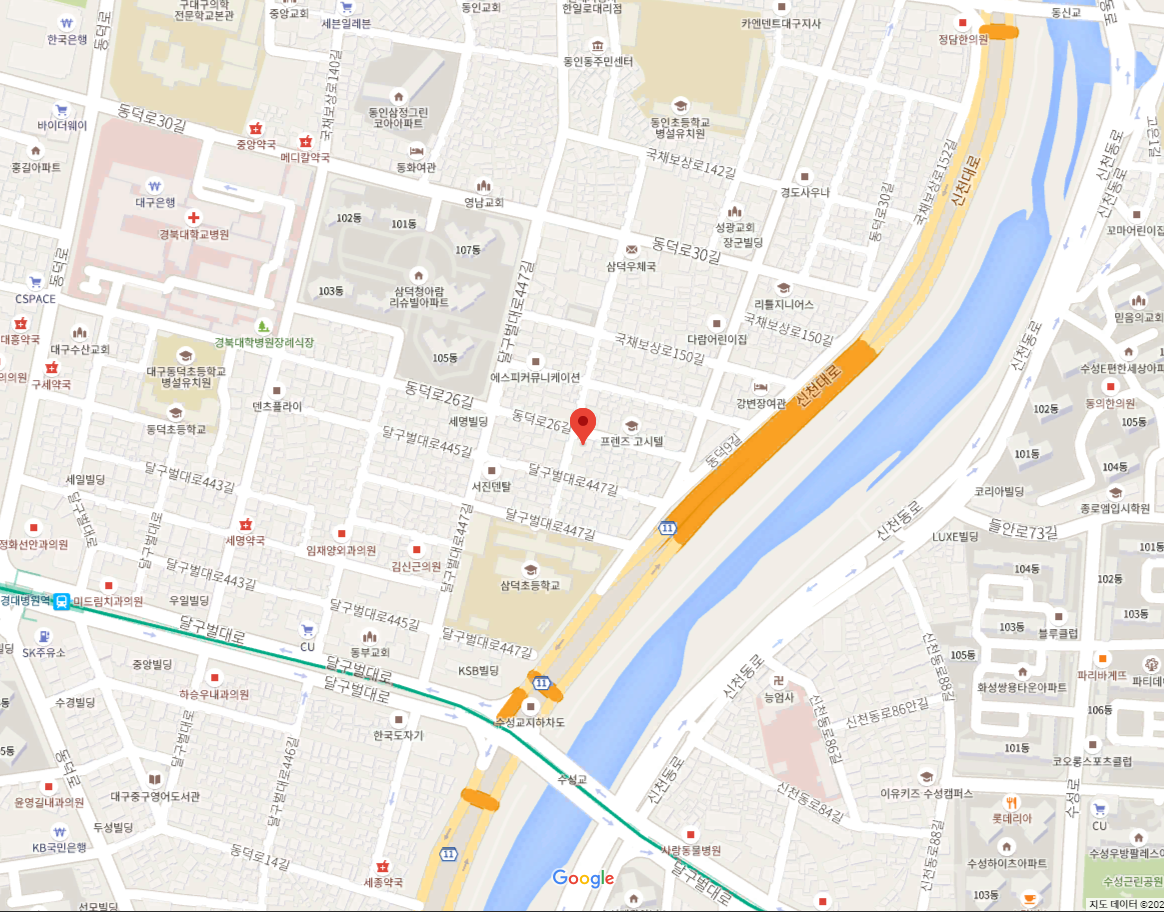 구대구의학
전문학교본관
중앙교회
세븐일레븐
동인교회
한일로대리점
카엔덴트대구지사
동신교
한국은행
동덕로
정담한의원
동인동주민센터
국채보상로140길
바이더웨이
동덕로30길
동인삼정그린
코아아파트
동인초등학교
병설유치원
중앙약국
메디칼약국
홍길아파트
동화여관
국채보상로142길
국채보상로152길
신천대로
신천동로
신천동로
고은1길
대구은행
경북대학교병원
영남교회
경도사우나
동덕로30길
102동
101동
107동
성광교회
장군빌딩
꼬마어린이집
동덕로
삼덕우체국
동덕로30길
CSPACE
103동
삼덕청아람
리슈빌아파트
달구벌대로447길
리틀지니어스
믿음의교회
대흥약국
대구수산교회
경북대학병원장례식장
국채보상로150길
국채보상로150길
다람어린이집
신천동로
105동
대구동덕초등학교
병설유치원
에스피커뮤니케이션
수성E편한세상아파
구세약국
덴츠플라이
동덕로26길
강변장여관
신천대로
동의한의원
102동
105동
동덕초등학교
세명빌딩
동덕로26길
프렌즈 고시텔
동덕9길
달구벌대로445길
101동
104동
세일빌딩
달구벌대로443길
서진덴탈
달구벌대로447길
코리아빌딩
종로엠입시학원
달구벌대로
달구벌대로
달구벌대로447길
달구벌대로447길
11
신천동로
들안로73길
LUXE빌딩
정화선안과의원
세영약국
임재양외과의원
김신근의원
101동
104동
102동
달구벌대로443길
삼덕초등학교
경대병원역
미드림치과의원
우일빌딩
달구벌대로445길
103동
103동
블루클럽
달구벌대로
CU
동부교회
달구벌대로447길
신천동로88길
105동
SK주유소
중앙빌딩
달구벌대로
KSB빌딩
신천동로
파리바게뜨
파티데
하승우내과의원
달구벌대로
11
능엄사
화성쌍용타운아파트
수경빌딩
수성교지하차도
신천동로86안길
106동
달구벌대로
한국도자기
신천동로86길
101동
5동
동덕로
달구벌대로446길
수성교
신천동로
코오롱스포츠클럽
윤영길내과의원
대구중구영어도서관
신천동로84길
이유키즈 수성캠퍼스
수성로
롯데리아
두성빌딩
CU
KB국민은행
동덕로14길
11
사랑동물병원
신천동로88길
수성하이츠아파트
수성우방팔레스아
세종약국
Google
달구벌대로
103동
수성근린공원
선모빌딩
지도 데이터 ©202